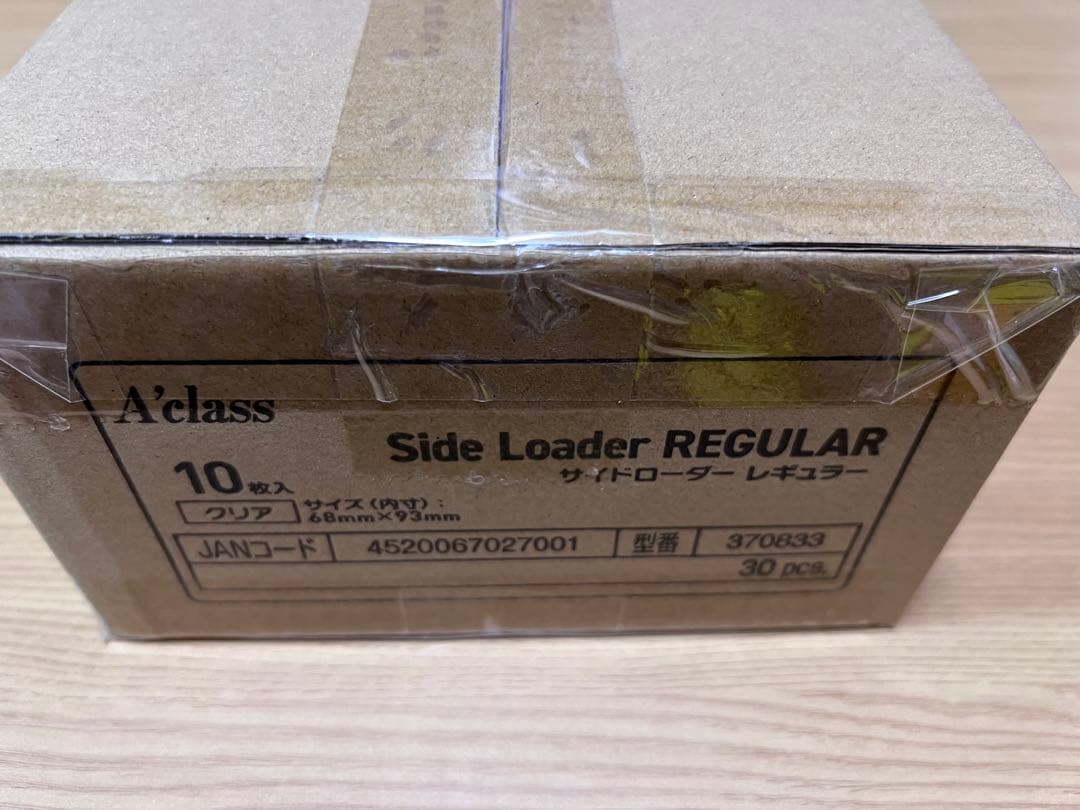 A'class
Side Loader REGULAR
サイドローダー レギュラー
10枚入
クリア サイズ(内寸):
68mm×93mm
JANコード 4520067027001 型番 370833
30 pcs.